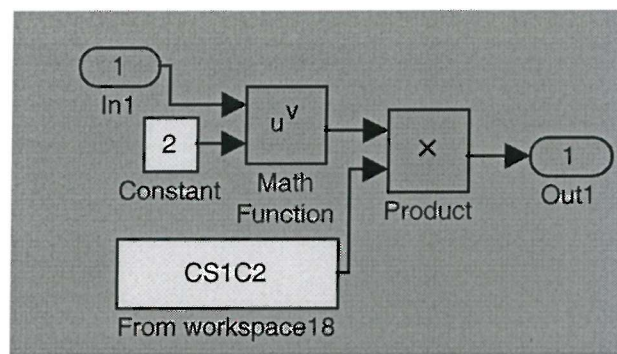 1
In1
2
Constant
u^v
Math
Function
×
Product
1
Out1
CS1C2
From workspace18